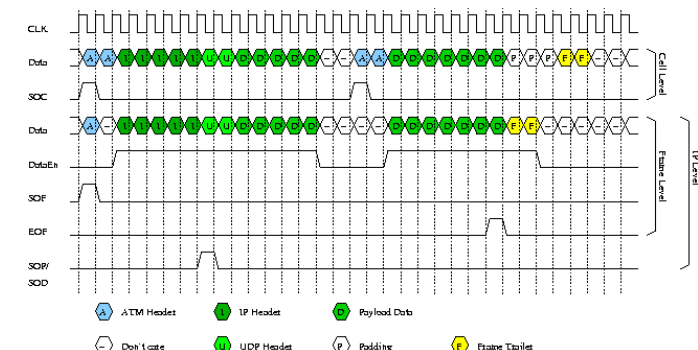 CLK
Data A A I I I I I U U D D D D D - - A A D D D D D D D P P P F F - -
SOC
Cell Level
Data A - I I I I I U U D D D D D - - - - D D D D D D D F F - - - - -
DataEn
SOF
EOF
Frame Level
SOP/
SOD
IP Level
A ATM Header I IP Header D Payload Data
- Don't care U UDP Header P Padding F Frame Trailer